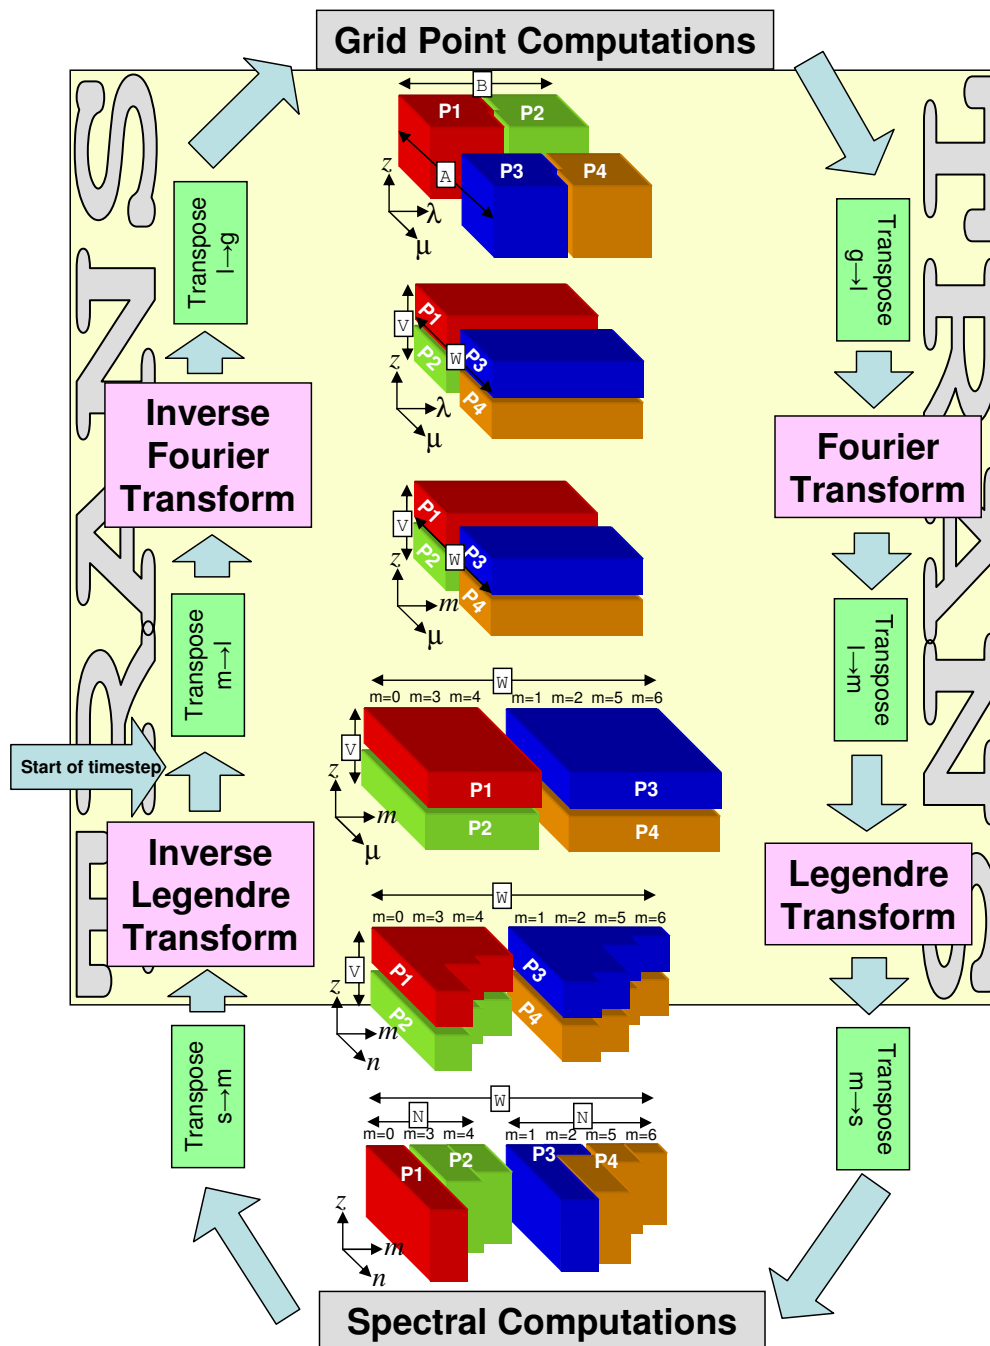 Grid Point Computations
TRANS
TRANS
B
P1
P2
A
P3
P4
z
λ
μ
Transpose
l→g
Transpose
g→l
V
P1
W
P3
P2
P4
z
λ
μ
Inverse
Fourier
Transform
Fourier
Transform
V
P1
W
P3
P2
P4
z
m
μ
Transpose
m→l
Transpose
l→m
W
m=0 m=3 m=4 m=1 m=2 m=5 m=6
V
P1
P3
P2
P4
z
m
μ
Start of timestep
Inverse
Legendre
Transform
Legendre
Transform
W
m=0 m=3 m=4 m=1 m=2 m=5 m=6
V
P1
P3
P2
P4
z
m
n
Transpose
s→m
Transpose
m→s
W
N
N
m=0 m=3 m=4 m=1 m=2 m=5 m=6
P1
P2
P3
P4
z
m
n
Spectral Computations